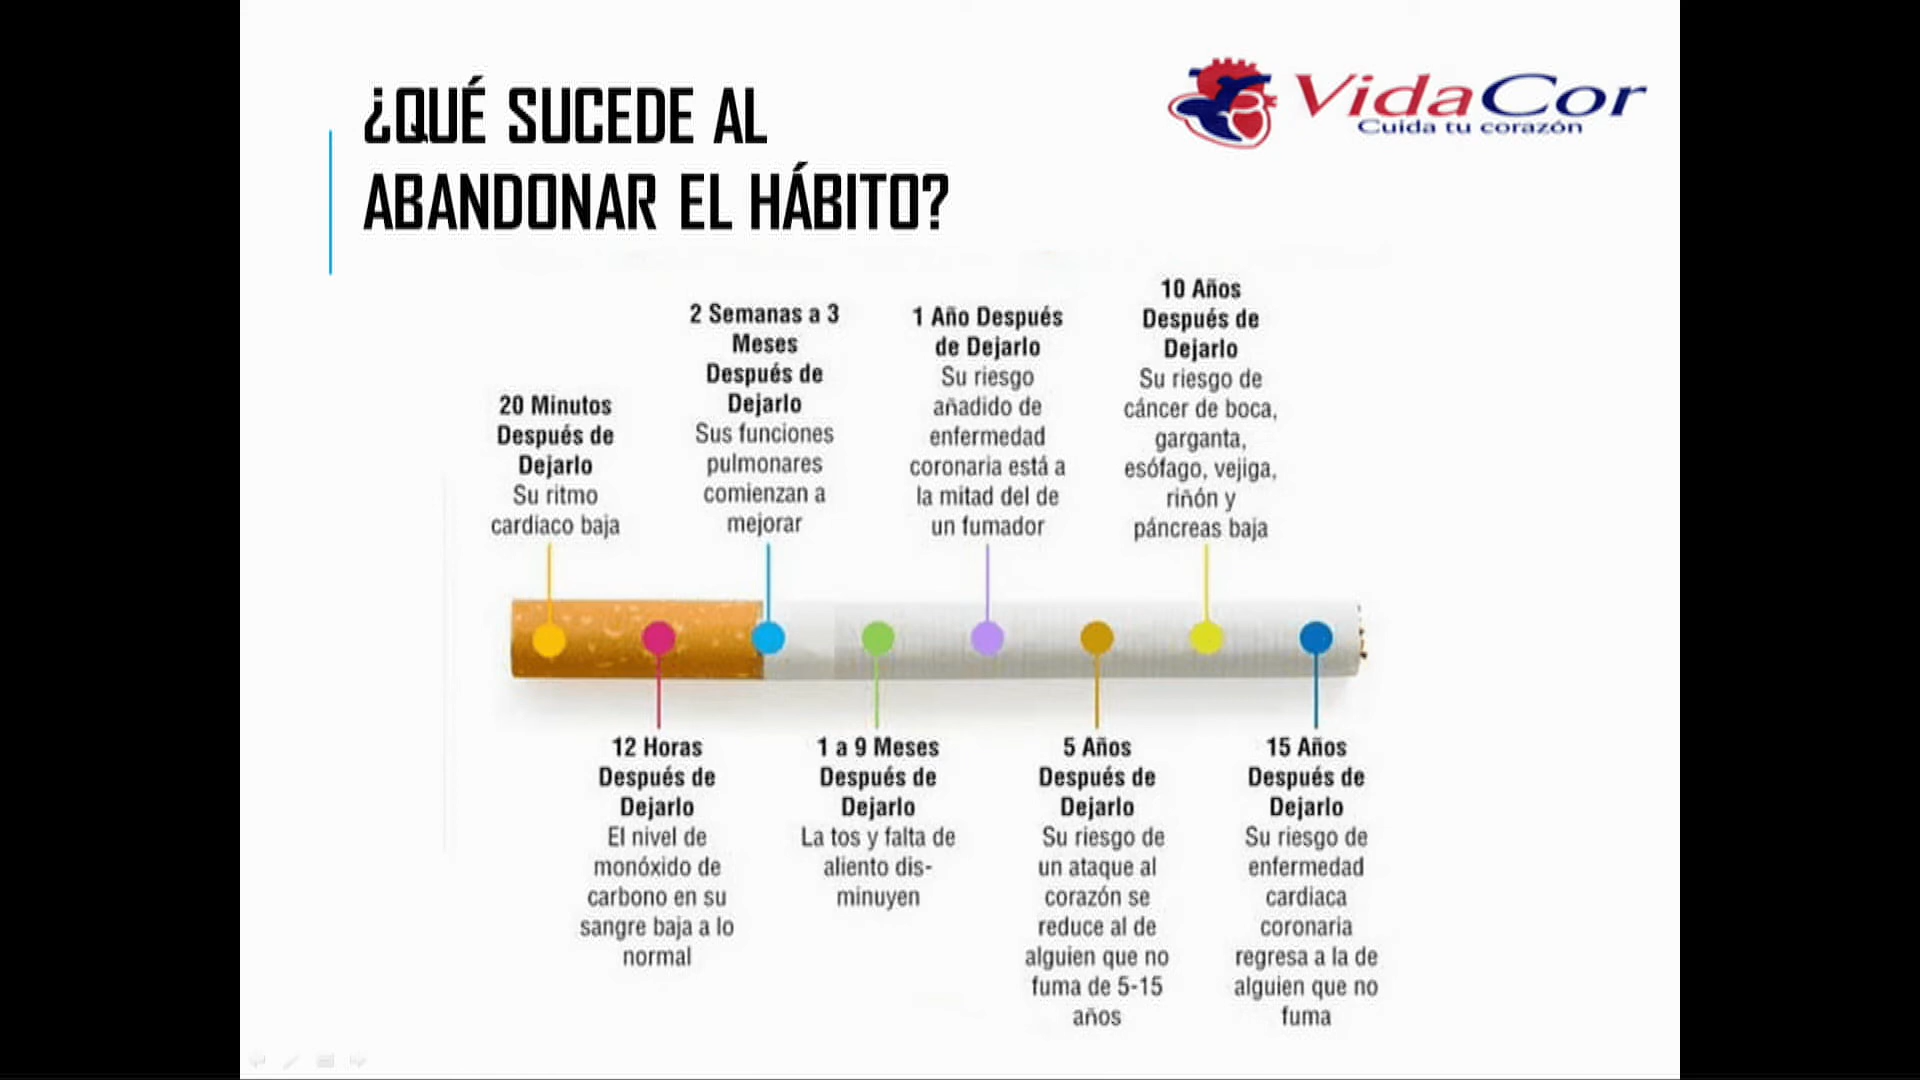 ¿QUÉ SUCEDE AL
ABANDONAR EL HÁBITO?
VidaCor
Cuida tu corazón
20 Minutos
Después de
Dejarlo
Su ritmo
cardiaco baja
12 Horas
Después de
Dejarlo
El nivel de
monóxido de
carbono en su
sangre baja a lo
normal
2 Semanas a 3
Meses
Después de
Dejarlo
Sus funciones
pulmonares
comienzan a
mejorar
1 a 9 Meses
Después de
Dejarlo
La tos y falta de
aliento dis-
minuyen
1 Año Después
de Dejarlo
Su riesgo
añadido de
enfermedad
coronaria está a
la mitad del de
un fumador
5 Años
Después de
Dejarlo
Su riesgo de
un ataque al
corazón se
reduce al de
alguien que no
fuma de 5-15
años
10 Años
Después de
Dejarlo
Su riesgo de
cáncer de boca,
garganta,
esófago, vejiga,
riñón y
páncreas baja
15 Años
Después de
Dejarlo
Su riesgo de
enfermedad
cardiaca
coronaria
regresa a la de
alguien que no
fuma